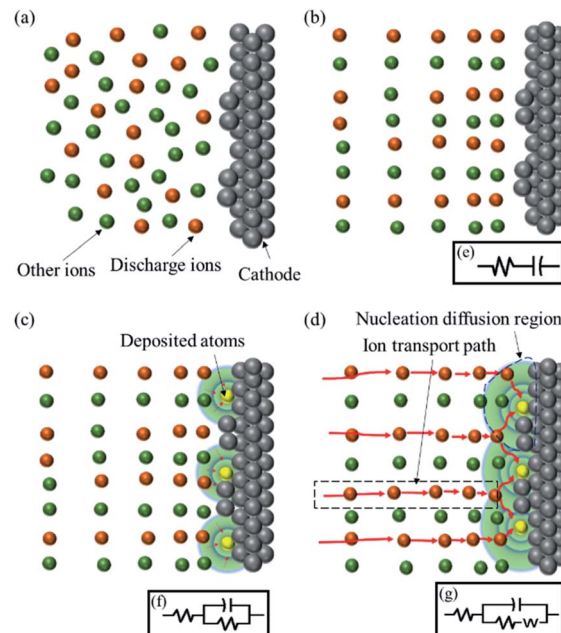 (a)
(b)
Other ions
Discharge ions
Cathode
(e)
(c)
Deposited atoms
(d)
Nucleation diffusion region
Ion transport path
(f)
(g)
W